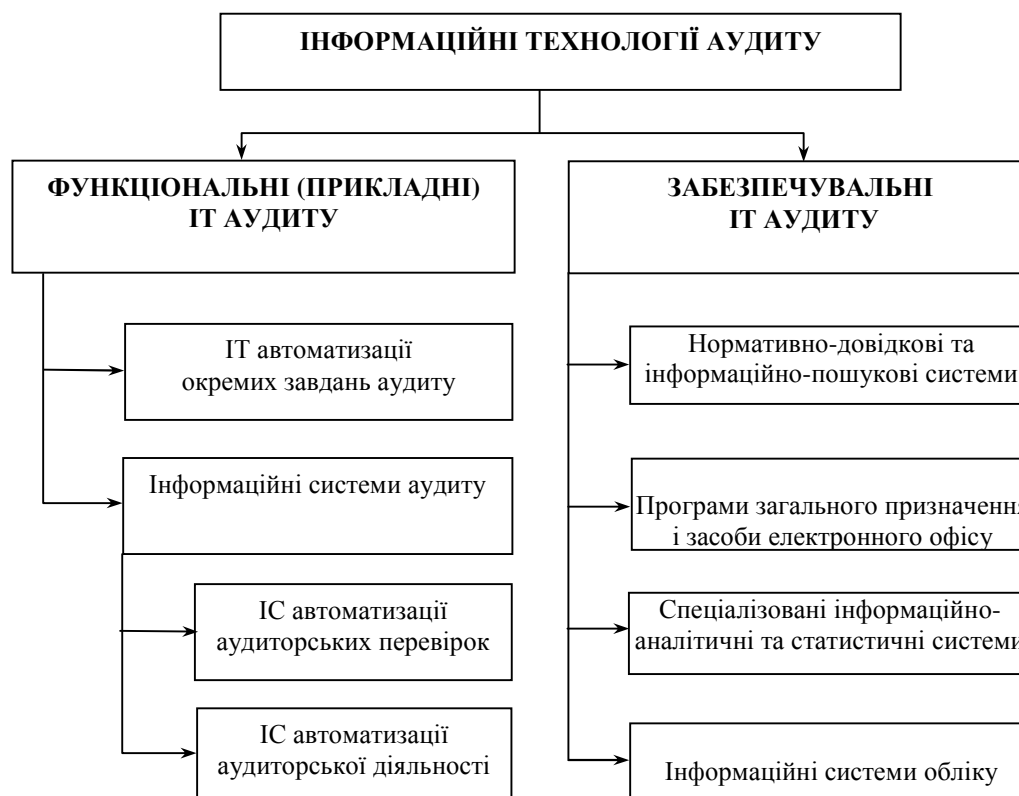 ІНФОРМАЦІЙНІ ТЕХНОЛОГІЇ АУДИТУ
ФУНКЦІОНАЛЬНІ (ПРИКЛАДНІ)
ІТ АУДИТУ
ІТ автоматизації
окремих завдань аудиту
Інформаційні системи аудиту
ІС автоматизації
аудиторських перевірок
ІС автоматизації
аудиторської діяльності
ЗАБЕЗПЕЧУВАЛЬНІ
ІТ АУДИТУ
Нормативно-довідкові та
інформаційно-пошукові системи
Програми загального призначення
і засоби електронного офісу
Спеціалізовані інформаційно-
аналітичні та статистичні системи
Інформаційні системи обліку